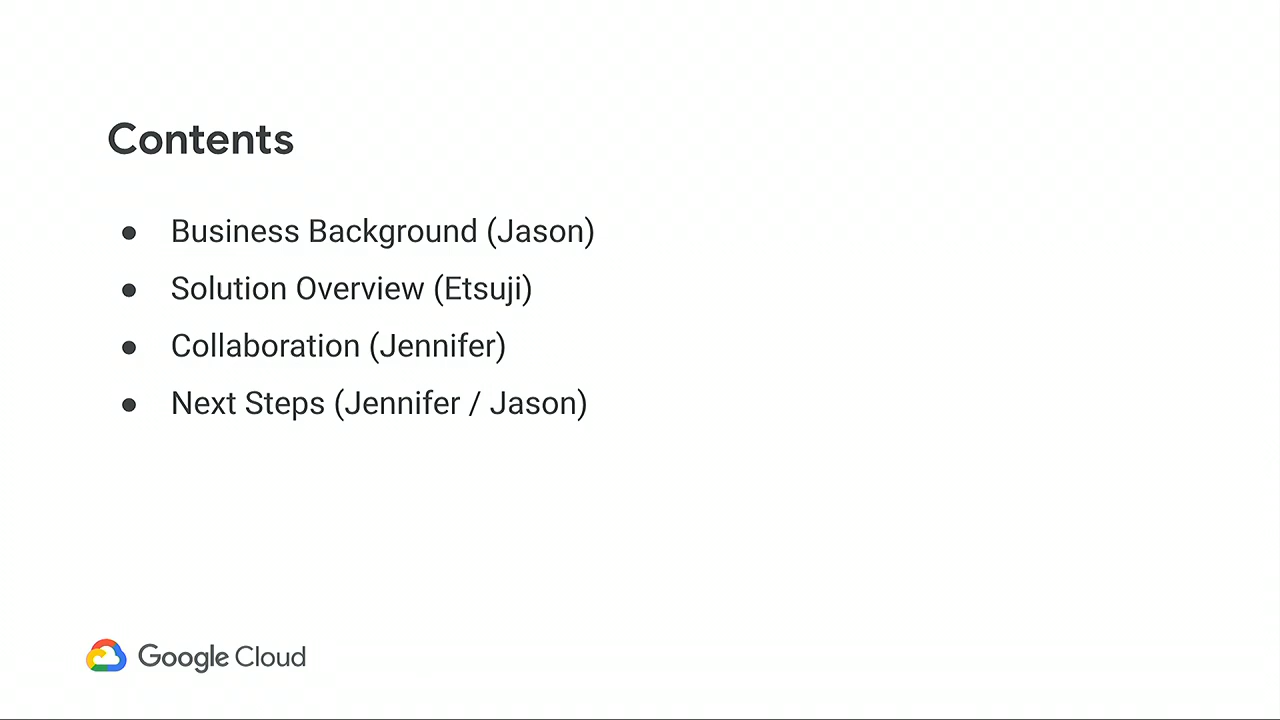 Contents
● Business Background (Jason)
● Solution Overview (Etsuji)
● Collaboration (Jennifer)
● Next Steps (Jennifer / Jason)
Google Cloud